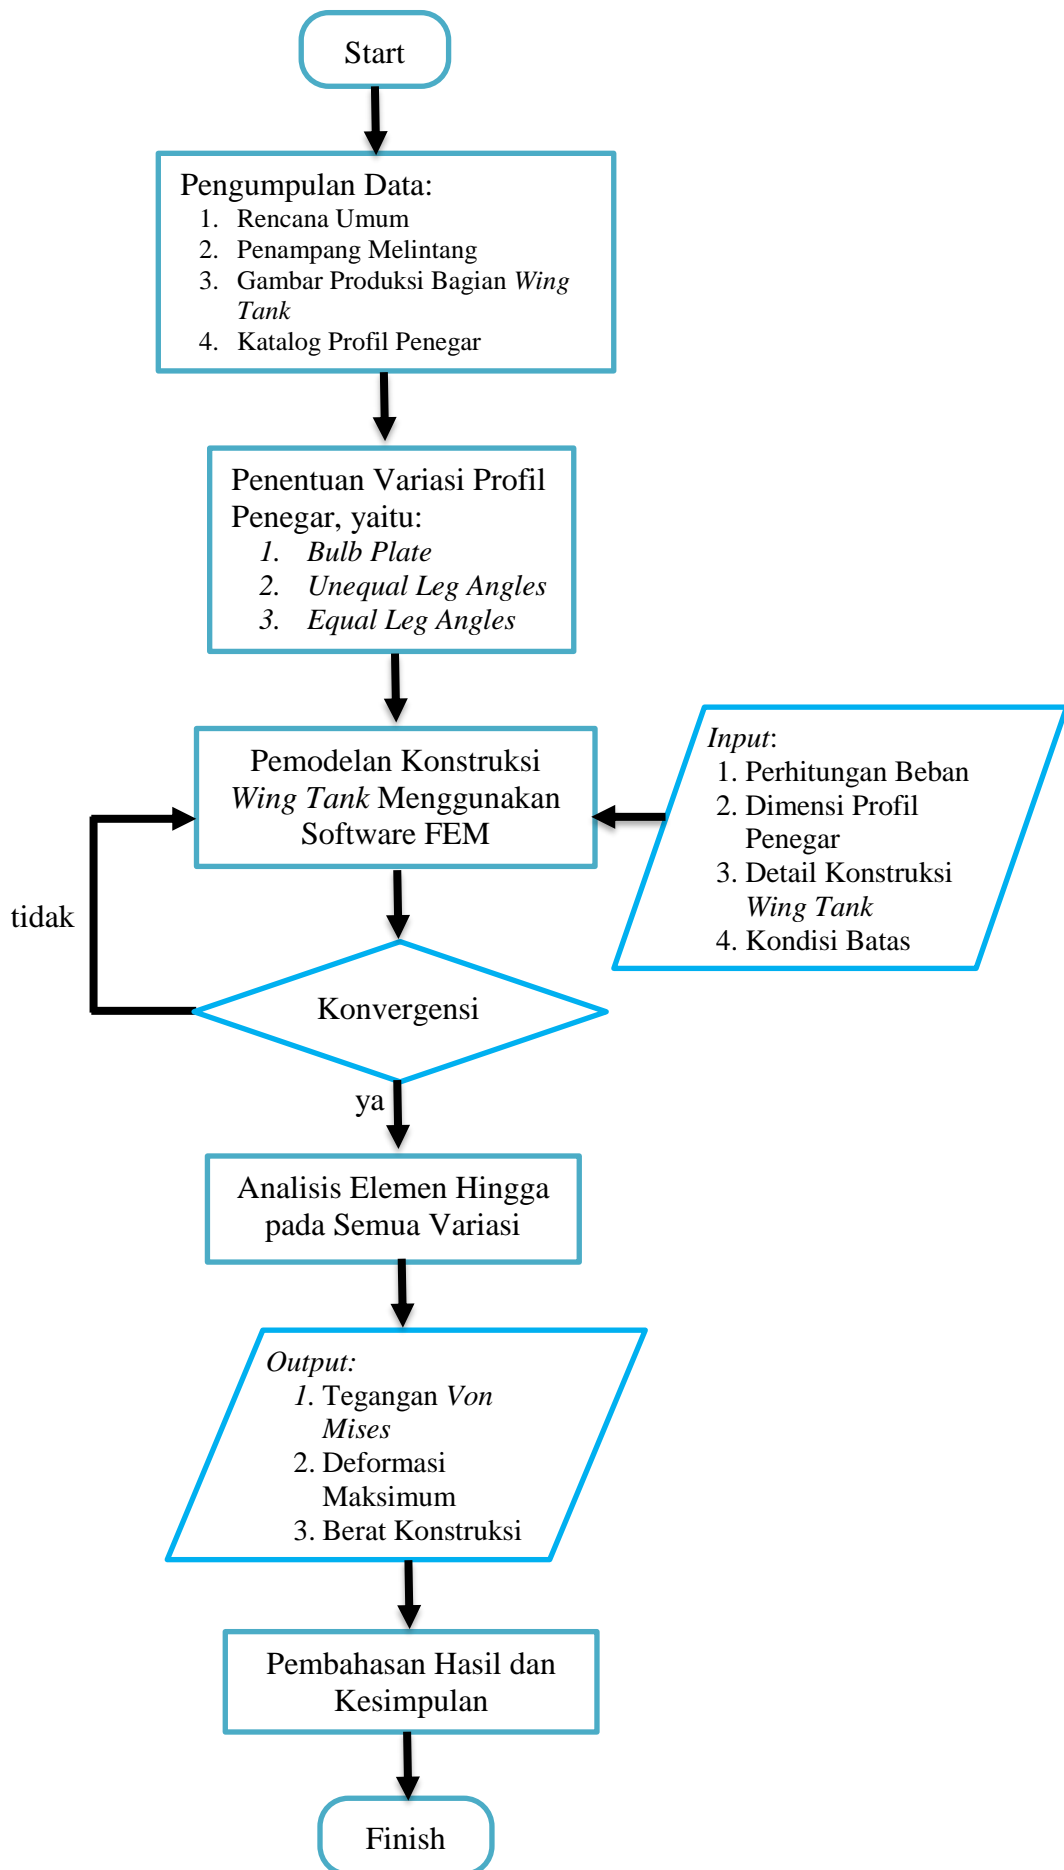 Start
Pengumpulan Data:
1. Rencana Umum
2. Penampang Melintang
3. Gambar Produksi Bagian Wing
Tank
4. Katalog Profil Penegar
Penentuan Variasi Profil
Penegar, yaitu:
1. Bulb Plate
2. Unequal Leg Angles
3. Equal Leg Angles
Pemodelan Konstruksi
Wing Tank Menggunakan
Software FEM
Input:
1. Perhitungan Beban
2. Dimensi Profil
Penegar
3. Detail Konstruksi
Wing Tank
4. Kondisi Batas
tidak
Konvergensi
ya
Analisis Elemen Hingga
pada Semua Variasi
Output:
1. Tegangan Von
Mises
2. Deformasi
Maksimum
3. Berat Konstruksi
Pembahasan Hasil dan
Kesimpulan
Finish